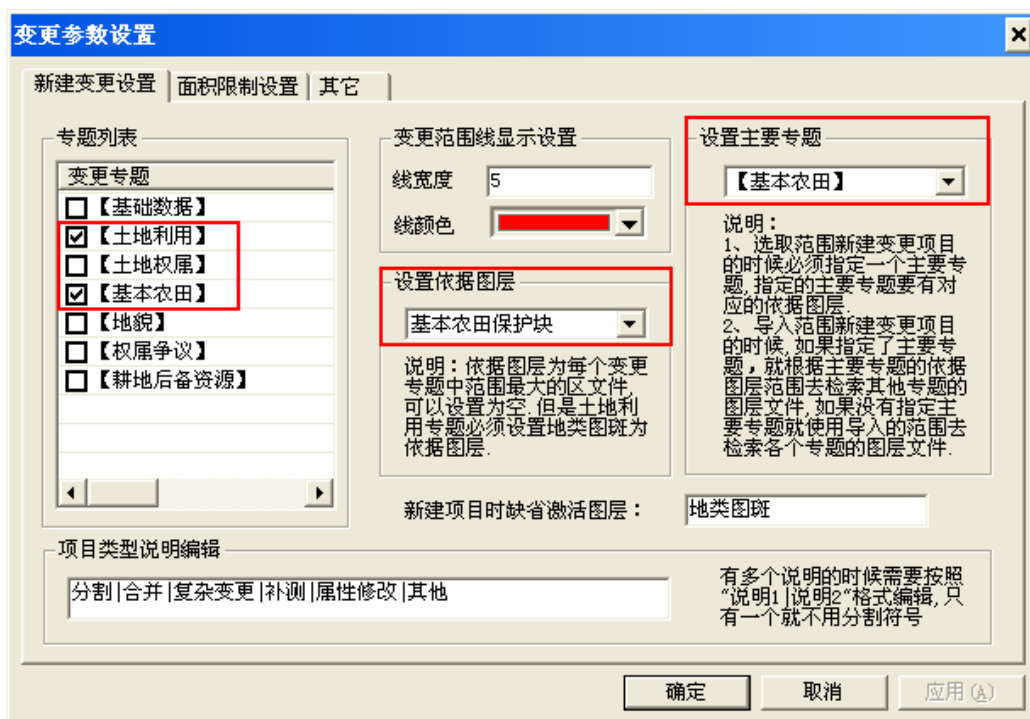 变更参数设置
新建变更设置
面积限制设置
其它
专题列表
变更专题
【基础数据】
【土地利用】
【土地权属】
【基本农田】
【地貌】
【权属争议】
【耕地后备资源】
变更范围线显示设置
线宽度
5
线颜色
设置依据图层
基本农田保护块
说明：依据图层为每个变更
专题中范围最大的区文件,
可以设置为空.但是土地利
用专题必须设置地类图斑为
依据图层.
设置主要专题
【基本农田】
说明：
1、选取范围新建变更项目
的时候必须指定一个主要专
题,指定的主要专题要有对
应的依据图层.
2、导入范围新建变更项目
的时候,如果指定了主要专
题，就根据主要专题的依据
图层范围去检索其他专题的
图层文件,如果没有指定主
要专题就使用导入的范围去
检索各个专题的图层文件.
新建项目时缺省激活图层：
地类图斑
项目类型说明编辑
分割|合并|复杂变更|补测|属性修改|其他
有多个说明的时候需要按照
"说明1|说明2"格式编辑,只
有一个就不用分割符号
确定
取消
应用(A)